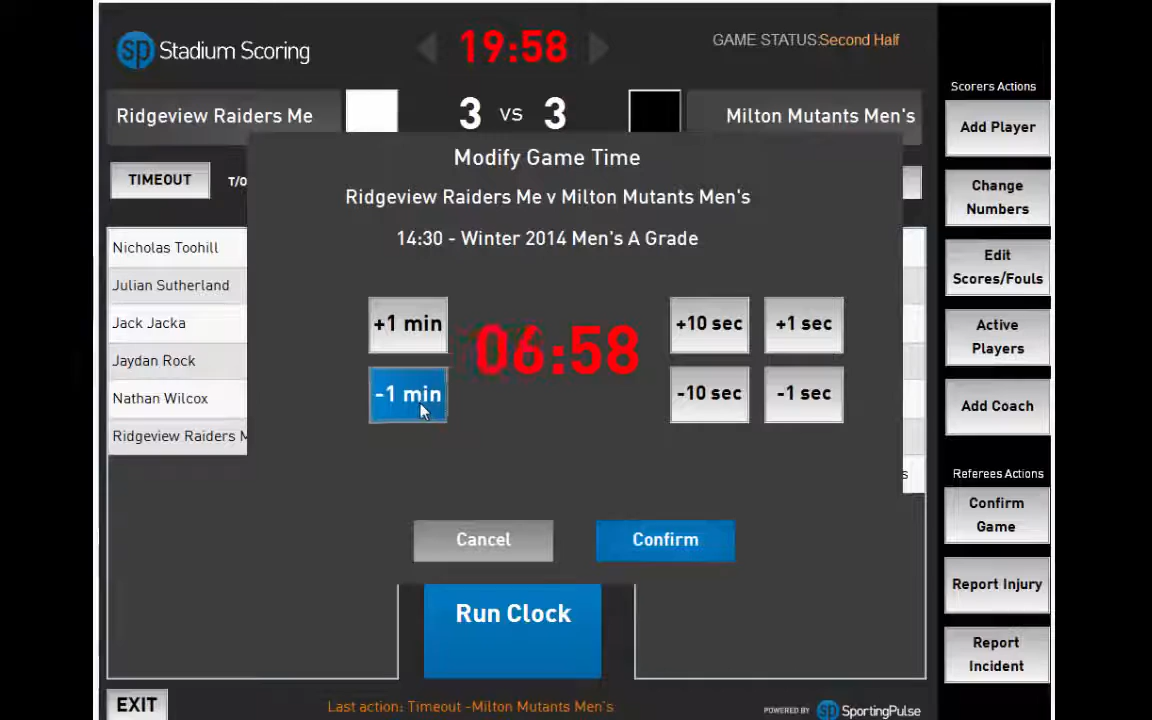 sp Stadium Scoring
19:58
GAME STATUS:Second Half
Ridgeview Raiders Me
3 vs 3
Milton Mutants Men's
TIMEOUT
T/O
Modify Game Time
Ridgeview Raiders Me v Milton Mutants Men's
14:30 - Winter 2014 Men's A Grade
Nicholas Toohill
Julian Sutherland
Jack Jacka
Jaydan Rock
Nathan Wilcox
Ridgeview Raiders M
+1 min
-1 min
06:58
+10 sec
+1 sec
-10 sec
-1 sec
s
Cancel
Confirm
Run Clock
EXIT
Last action: Timeout -Milton Mutants Men's
POWERED BY sp SportingPulse
Scorers Actions
Add Player
Change
Numbers
Edit
Scores/Fouls
Active
Players
Add Coach
Referees Actions
Confirm
Game
Report Injury
Report
Incident